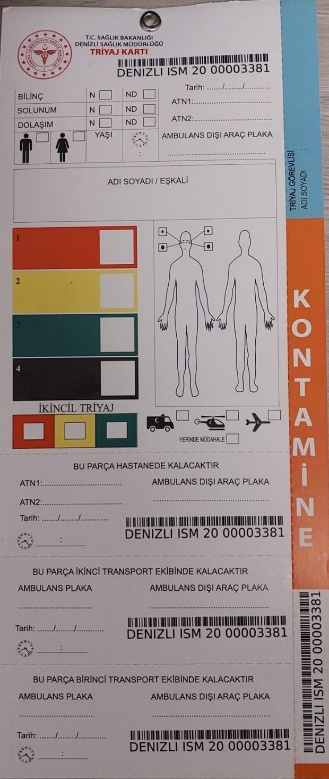 T.C. SAĞLIK BAKANLIĞI
DENİZLİ SAĞLIK MÜDÜRLÜĞÜ
TRİYAJ KARTI
DENIZLI ISM 20 00003381
BİLİNÇ N ND
SOLUNUM N ND
DOLAŞIM N ND
YAŞI
Tarih:....../......./.......
ATN1:
ATN2:
AMBULANS DIŞI ARAÇ PLAKA
ADI SOYADI / EŞKALİ
1
2
3
4
İKİNCİL TRİYAJ
YERİNDE MÜDAHALE
TRİYAJ GÖREVLİSİ
ADI SOYADI
KONTAMİNE
BU PARÇA HASTANEDE KALACAKTIR
ATN1:
AMBULANS DIŞI ARAÇ PLAKA
ATN2:
Tarih: ....../....../.......
DENIZLI ISM 20 00003381
BU PARÇA İKİNCİ TRANSPORT EKİBİNDE KALACAKTIR
AMBULANS PLAKA AMBULANS DIŞI ARAÇ PLAKA
Tarih: ....../....../.......
DENIZLI ISM 20 00003381
BU PARÇA BİRİNCİ TRANSPORT EKİBİNDE KALACAKTIR
AMBULANS PLAKA AMBULANS DIŞI ARAÇ PLAKA
Tarih: ....../....../.......
DENIZLI ISM 20 00003381
DENIZLI ISM 20 00003381